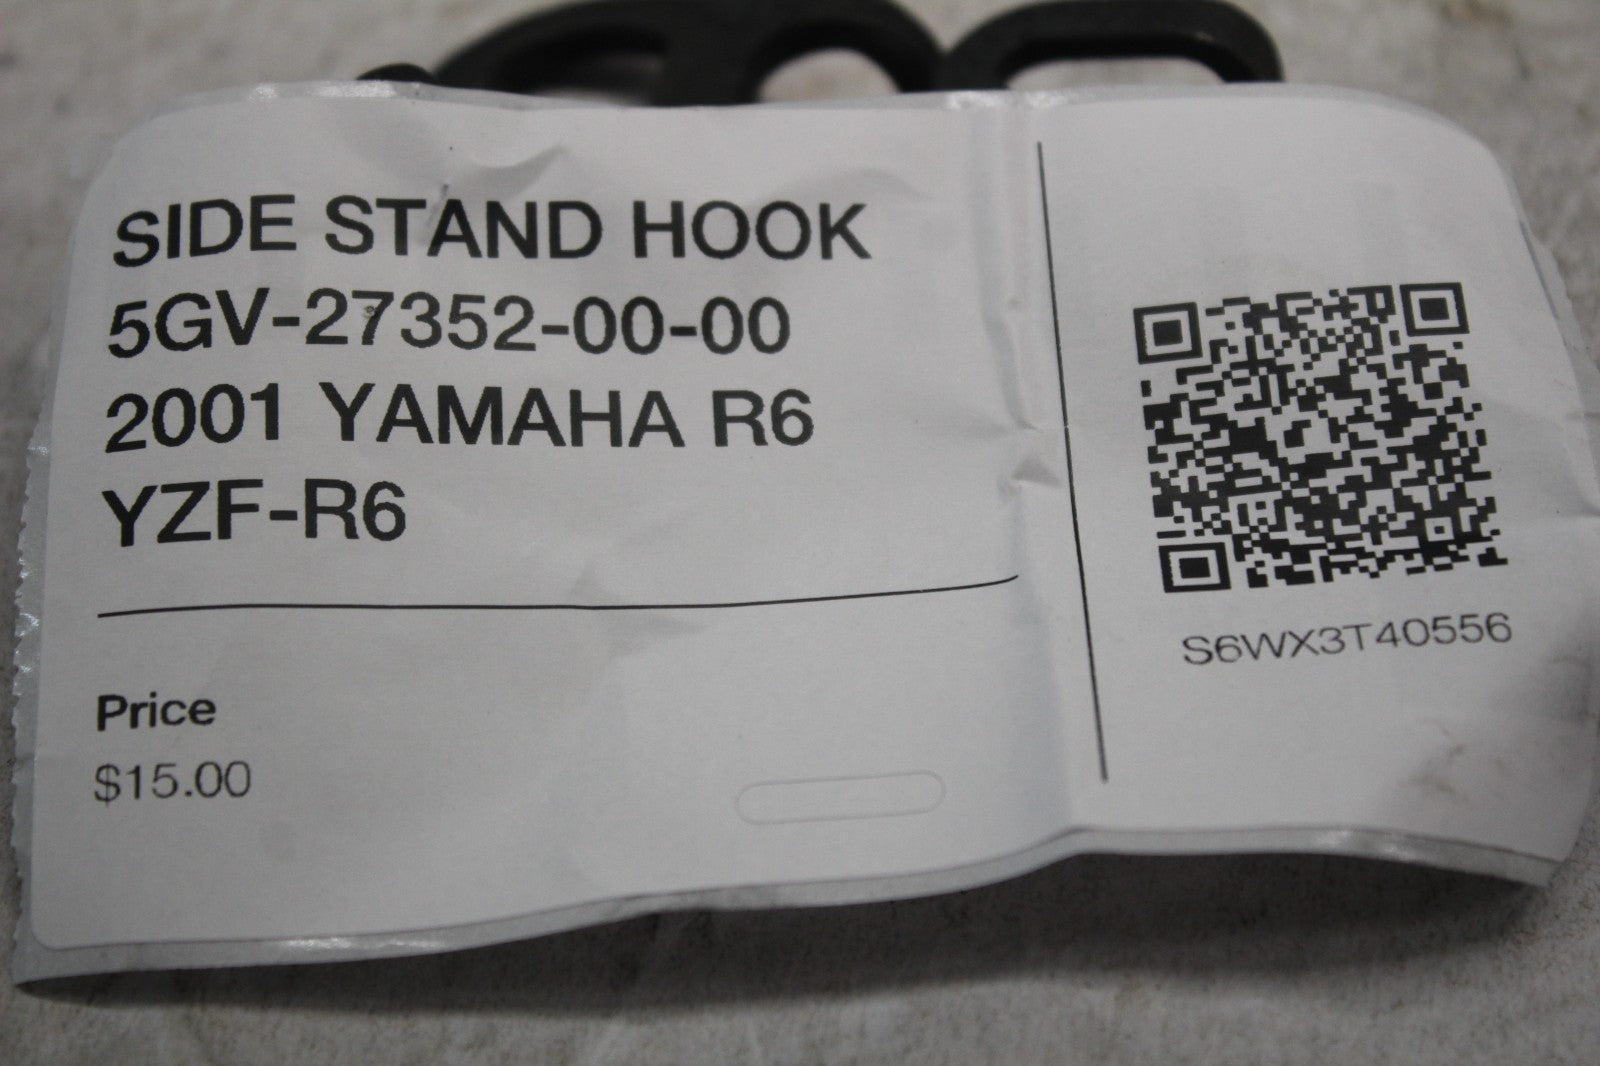 SIDE STAND HOOK
5GV-27352-00-00
2001 YAMAHA R6
YZF-R6
Price
$15.00
S6WX3T40556